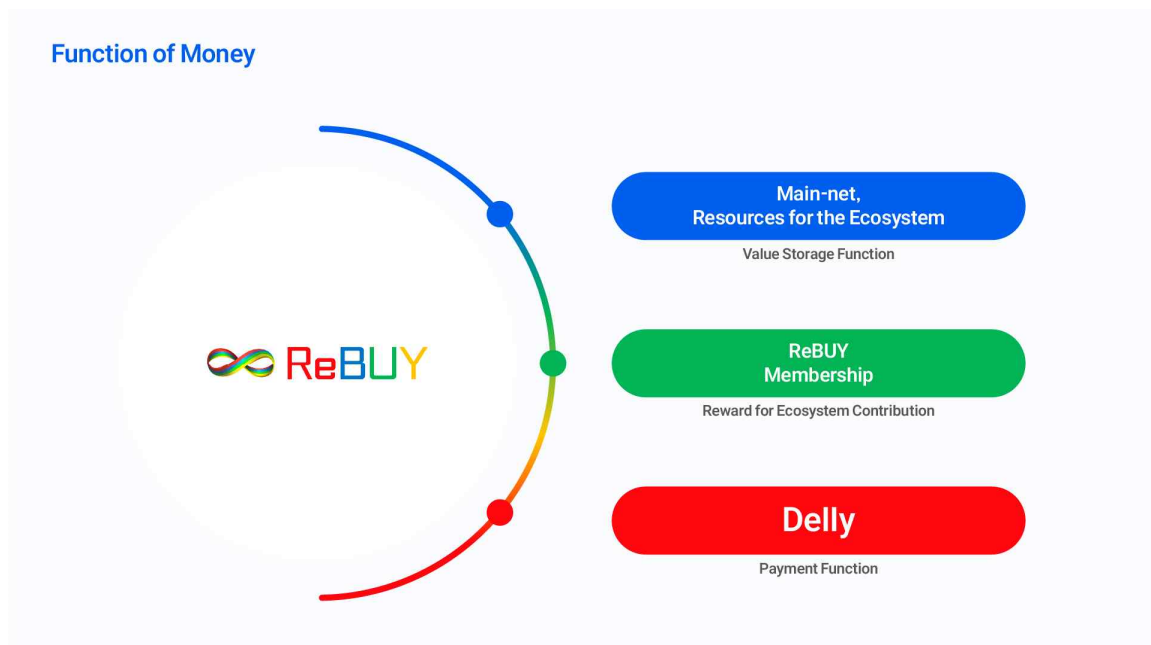 Function of Money
Main-net,
Resources for the Ecosystem
Value Storage Function
ReBUY
ReBUY
Membership
Reward for Ecosystem Contribution
Delly
Payment Function